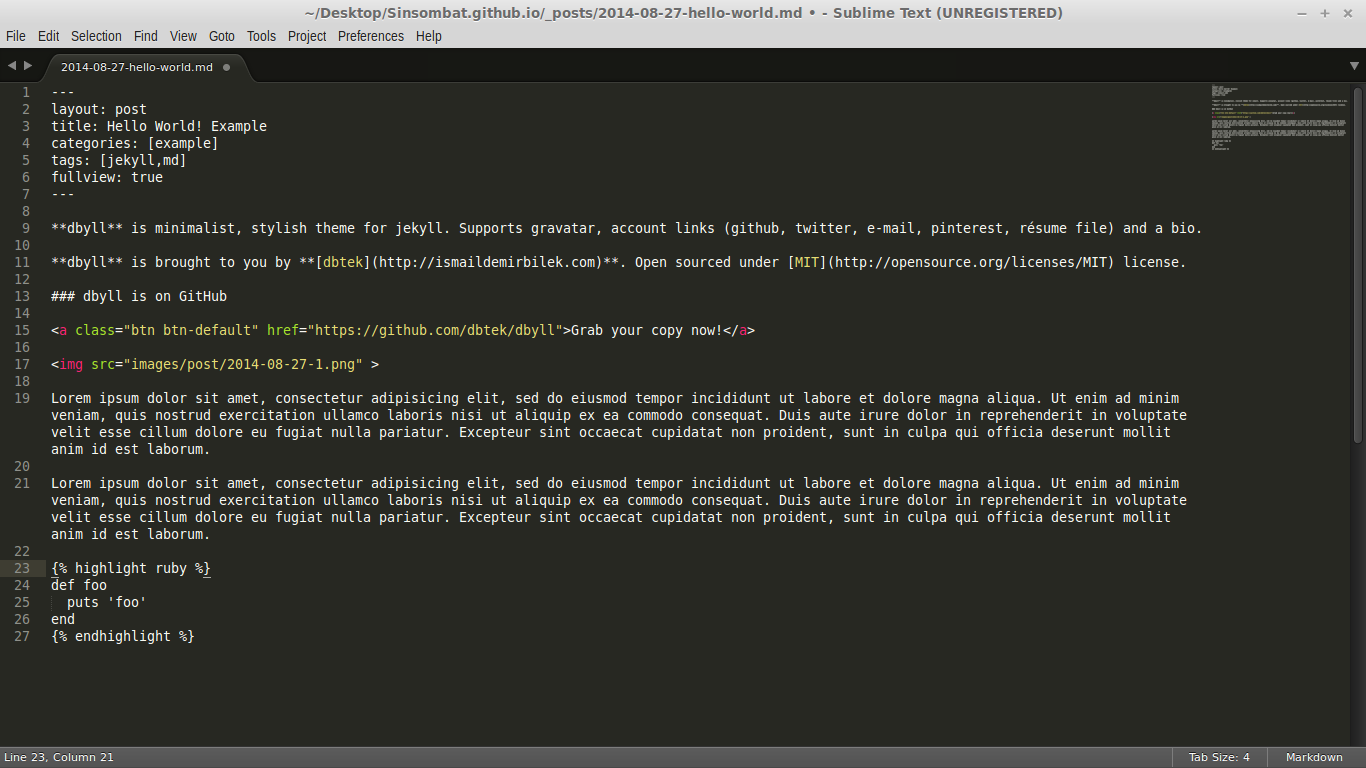 ~/Desktop/Sinsombat.github.io/_posts/2014-08-27-hello-world.md • - Sublime Text (UNREGISTERED)
File Edit Selection Find View Goto Tools Project Preferences Help
2014-08-27-hello-world.md
1 ---
2 layout: post
3 title: Hello World! Example
4 categories: [example]
5 tags: [jekyll,md]
6 fullview: true
7 ---
8
9 **dbyll** is minimalist, stylish theme for jekyll. Supports gravatar, account links (github, twitter, e-mail, pinterest, résume file) and a bio.
10
11 **dbyll** is brought to you by **[dbtek](http://ismaildemirbilek.com)**. Open sourced under [MIT](http://opensource.org/licenses/MIT) license.
12
13 ### dbyll is on GitHub
14
15 <a class="btn btn-default" href="https://github.com/dbtek/dbyll">Grab your copy now!</a>
16
17 <img src="images/post/2014-08-27-1.png" >
18
19 Lorem ipsum dolor sit amet, consectetur adipisicing elit, sed do eiusmod tempor incididunt ut labore et dolore magna aliqua. Ut enim ad minim
veniam, quis nostrud exercitation ullamco laboris nisi ut aliquip ex ea commodo consequat. Duis aute irure dolor in reprehenderit in voluptate
velit esse cillum dolore eu fugiat nulla pariatur. Excepteur sint occaecat cupidatat non proident, sunt in culpa qui officia deserunt mollit
anim id est laborum.
20
21 Lorem ipsum dolor sit amet, consectetur adipisicing elit, sed do eiusmod tempor incididunt ut labore et dolore magna aliqua. Ut enim ad minim
veniam, quis nostrud exercitation ullamco laboris nisi ut aliquip ex ea commodo consequat. Duis aute irure dolor in reprehenderit in voluptate
velit esse cillum dolore eu fugiat nulla pariatur. Excepteur sint occaecat cupidatat non proident, sunt in culpa qui officia deserunt mollit
anim id est laborum.
22
23 {% highlight ruby %}
24 def foo
25   puts 'foo'
26 end
27 {% endhighlight %}
Line 23, Column 21 Tab Size: 4 Markdown